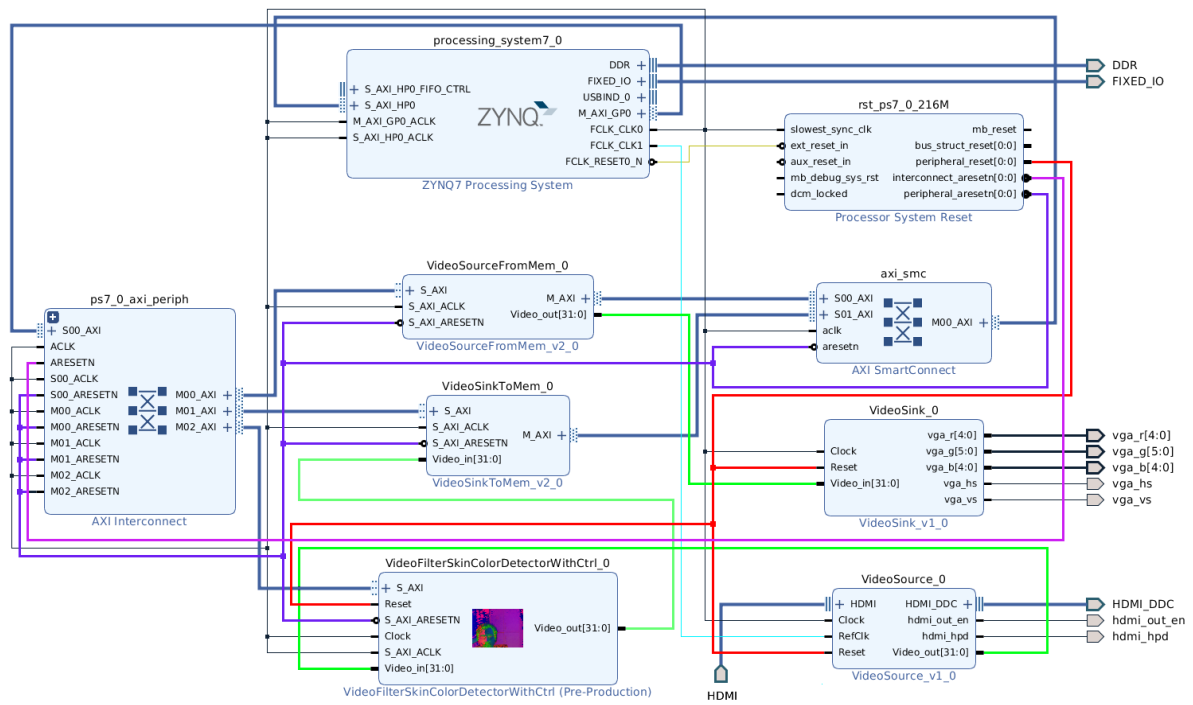 processing_system7_0
S_AXI_HP0_FIFO_CTRL
S_AXI_HP0
M_AXI_GP0_ACLK
S_AXI_HP0_ACLK
ZYNQ
DDR
FIXED_IO
USBIND_0
M_AXI_GP0
FCLK_CLK0
FCLK_CLK1
FCLK_RESET0_N
ZYNQ7 Processing System
DDR
FIXED_IO
rst_ps7_0_216M
slowest_sync_clk
ext_reset_in
aux_reset_in
mb_debug_sys_rst
dcm_locked
mb_reset
bus_struct_reset[0:0]
peripheral_reset[0:0]
interconnect_aresetn[0:0]
peripheral_aresetn[0:0]
Processor System Reset
VideoSourceFromMem_0
S_AXI
S_AXI_ACLK
S_AXI_ARESETN
M_AXI
Video_out[31:0]
VideoSourceFromMem_v2_0
axi_smc
S00_AXI
S01_AXI
aclk
aresetn
M00_AXI
AXI SmartConnect
ps7_0_axi_periph
S00_AXI
ACLK
ARESETN
S00_ACLK
S00_ARESETN
M00_ACLK
M00_ARESETN
M01_ACLK
M01_ARESETN
M02_ACLK
M02_ARESETN
M00_AXI
M01_AXI
M02_AXI
AXI Interconnect
VideoSinkToMem_0
S_AXI
S_AXI_ACLK
S_AXI_ARESETN
Video_in[31:0]
M_AXI
VideoSinkToMem_v2_0
VideoSink_0
Clock
Reset
Video_in[31:0]
vga_r[4:0]
vga_g[5:0]
vga_b[4:0]
vga_hs
vga_vs
VideoSink_v1_0
vga_r[4:0]
vga_g[5:0]
vga_b[4:0]
vga_hs
vga_vs
VideoFilterSkinColorDetectorWithCtrl_0
S_AXI
Reset
S_AXI_ARESETN
Clock
S_AXI_ACLK
Video_in[31:0]
Video_out[31:0]
VideoFilterSkinColorDetectorWithCtrl (Pre-Production)
VideoSource_0
HDMI
Clock
RefClk
Reset
HDMI_DDC
hdmi_out_en
hdmi_hpd
Video_out[31:0]
VideoSource_v1_0
HDMI_DDC
hdmi_out_en
hdmi_hpd
HDMI